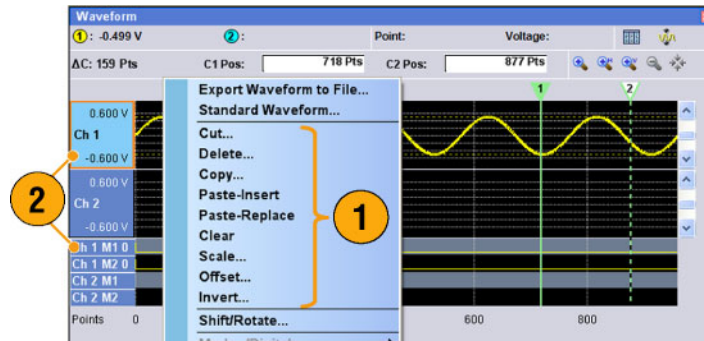 Waveform
1 : -0.499 V 2 : Point: Voltage:
ΔC: 159 Pts C1 Pos: 718 Pts C2 Pos: 877 Pts
Export Waveform to File...
Standard Waveform...
Cut...
Delete...
Copy...
Paste-Insert
Paste-Replace
Clear
Scale...
Offset...
Invert...
Shift/Rotate...
1
1 2
0.600 V
Ch 1
-0.600 V
2
0.600 V
Ch 2
-0.600 V
Ch 1 M1 0
Ch 1 M2 0
Ch 2 M1
Ch 2 M2
Points 0 600 800